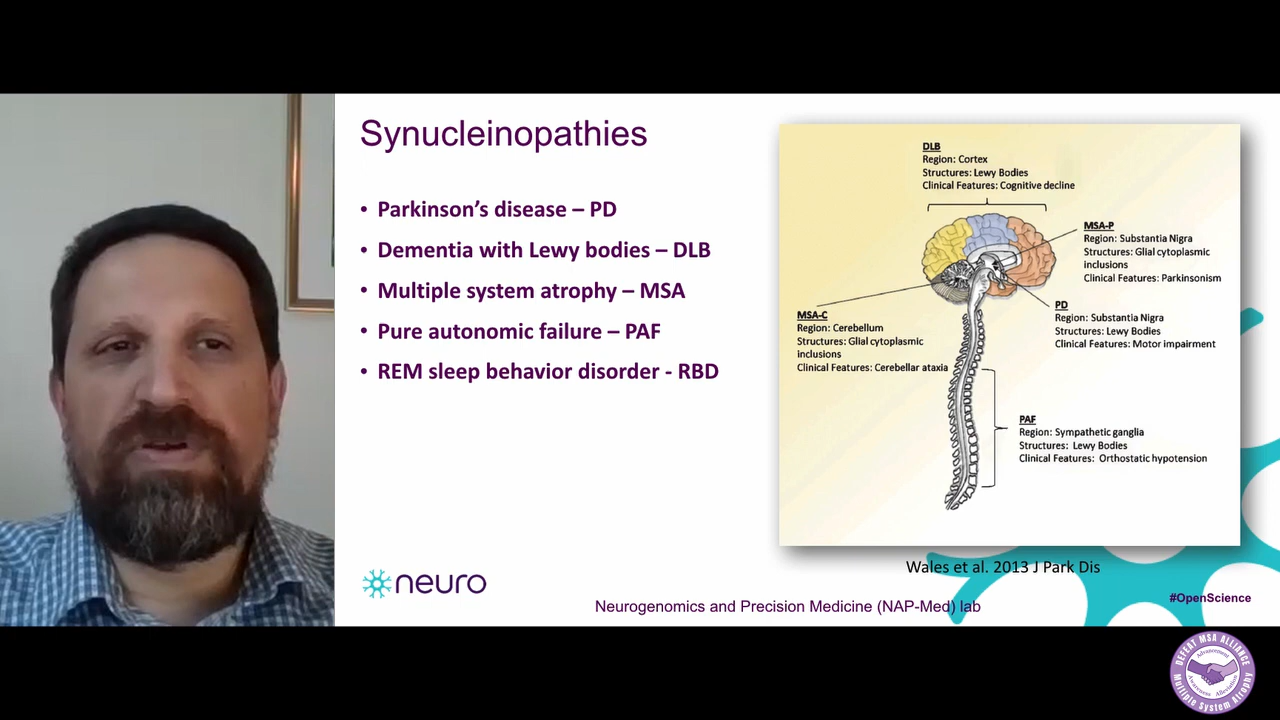 Synucleinopathies
• Parkinson's disease – PD
• Dementia with Lewy bodies – DLB
• Multiple system atrophy – MSA
• Pure autonomic failure – PAF
• REM sleep behavior disorder - RBD
DLB
Region: Cortex
Structures: Lewy Bodies
Clinical Features: Cognitive decline
MSA-P
Region: Substantia Nigra
Structures: Glial cytoplasmic
inclusions
Clinical Features: Parkinsonism
PD
Region: Substantia Nigra
Structures: Lewy Bodies
Clinical Features: Motor impairment
MSA-C
Region: Cerebellum
Structures: Glial cytoplasmic
inclusions
Clinical Features: Cerebellar ataxia
PAF
Region: Sympathetic ganglia
Structures: Lewy Bodies
Clinical Features: Orthostatic hypotension
Wales et al. 2013 J Park Dis
neuro
Neurogenomics and Precision Medicine (NAP-Med) lab
#OpenScience
DEFEAT MSA ALLIANCE
Advancement
Awareness Alleviation
Multiple System Atrophy